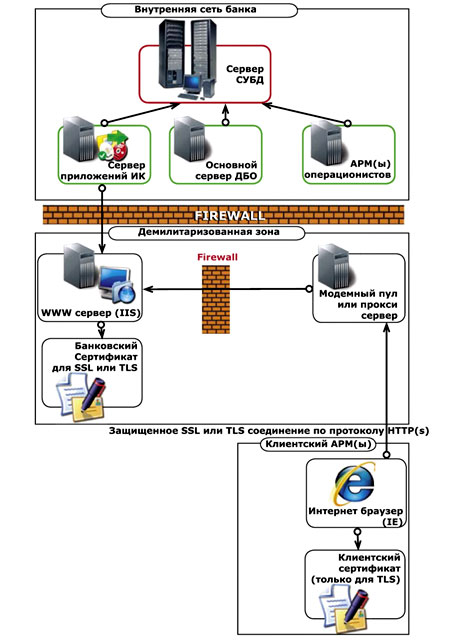 Внутренняя сеть банка
Сервер
СУБД
Сервер
приложений ИК
Основной
сервер ДБО
АРМ(ы)
операционистов
FIREWALL
Демилитаризованная зона
Firewall
WWW сервер (IIS)
Модемный пул
или прокси
сервер
Банковский
Сертификат
для SSL или TLS
Защищенное SSL или TLS соединение по протоколу HTTP(s)
Клиентский АРМ(ы)
Интернет браузер
(IE)
Клиентский
сертификат
(только для TLS)